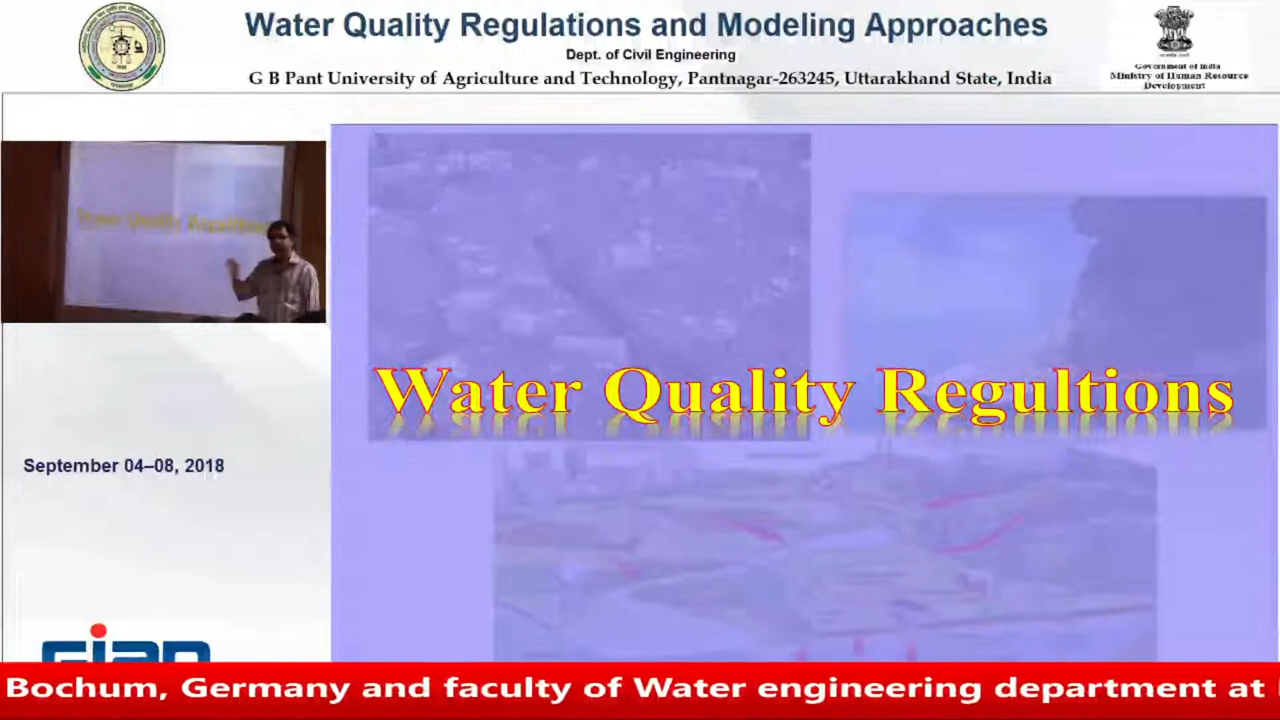 Water Quality Regulations and Modeling Approaches
Dept. of Civil Engineering
G B Pant University of Agriculture and Technology, Pantnagar-263245, Uttarakhand State, India
Government of India
Ministry of Human Resource
Development
Water Quality Regultions
September 04–08, 2018
Bochum, Germany and faculty of Water engineering department at